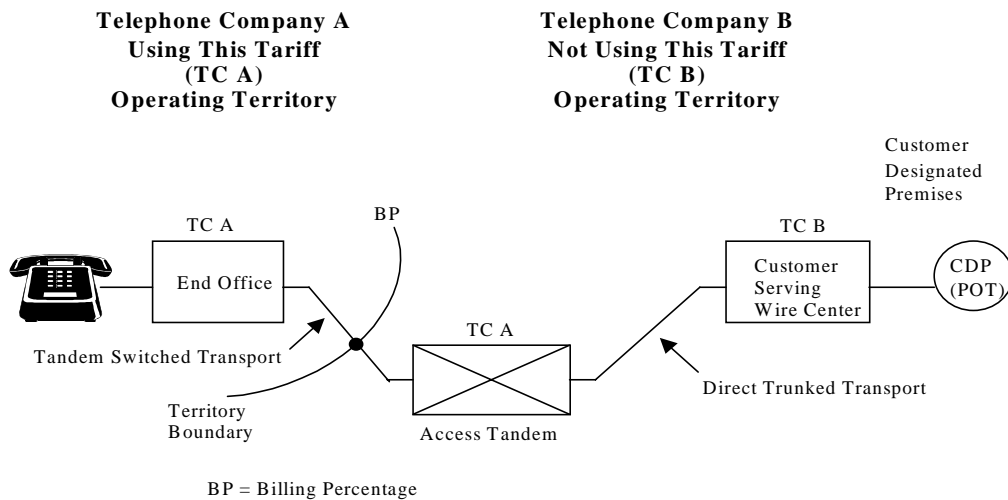 Telephone Company A
Using This Tariff
(TC A)
Operating Territory
Telephone Company B
Not Using This Tariff
(TC B)
Operating Territory
Customer
Designated
Premises
BP
TC A
End Office
TC B
Customer
Serving
Wire Center
CDP
(POT)
Tandem Switched Transport
TC A
Direct Trunked Transport
Territory
Boundary
Access Tandem
BP = Billing Percentage